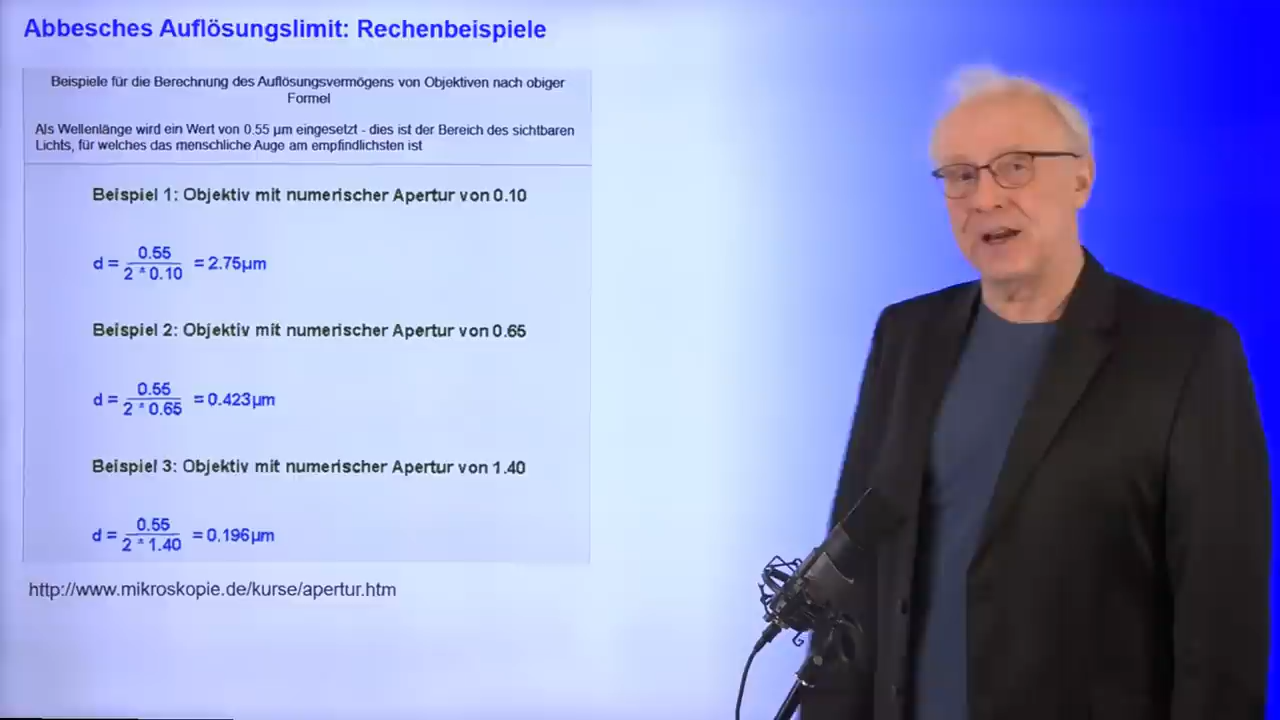 Abbesches Auflösungslimit: Rechenbeispiele
Beispiele für die Berechnung des Auflösungsvermögens von Objektiven nach obiger
Formel
Als Wellenlänge wird ein Wert von 0.55 µm eingesetzt - dies ist der Bereich des sichtbaren
Lichts, für welches das menschliche Auge am empfindlichsten ist
Beispiel 1: Objektiv mit numerischer Apertur von 0.10
d = 0.55 / 2 * 0.10 = 2.75µm
Beispiel 2: Objektiv mit numerischer Apertur von 0.65
d = 0.55 / 2 * 0.65 = 0.423µm
Beispiel 3: Objektiv mit numerischer Apertur von 1.40
d = 0.55 / 2 * 1.40 = 0.196µm
http://www.mikroskopie.de/kurse/apertur.htm